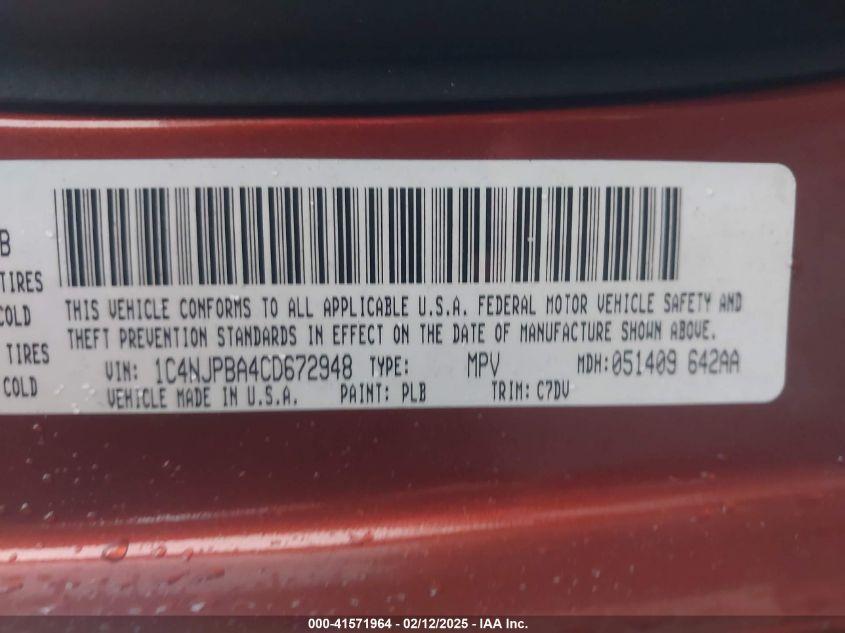 B
TIRES
COLD
TIRES
COLD
THIS VEHICLE CONFORMS TO ALL APPLICABLE U.S.A. FEDERAL MOTOR VEHICLE SAFETY AND
THEFT PREVENTION STANDARDS IN EFFECT ON THE DATE OF MANUFACTURE SHOWN ABOVE.
VIN: 1C4NJPBA4CD672948 TYPE: MPV MDH:051409 642AA
VEHICLE MADE IN U.S.A. PAINT: PLB TRIM: C7DV
000-41571964 - 02/12/2025 - IAA Inc.